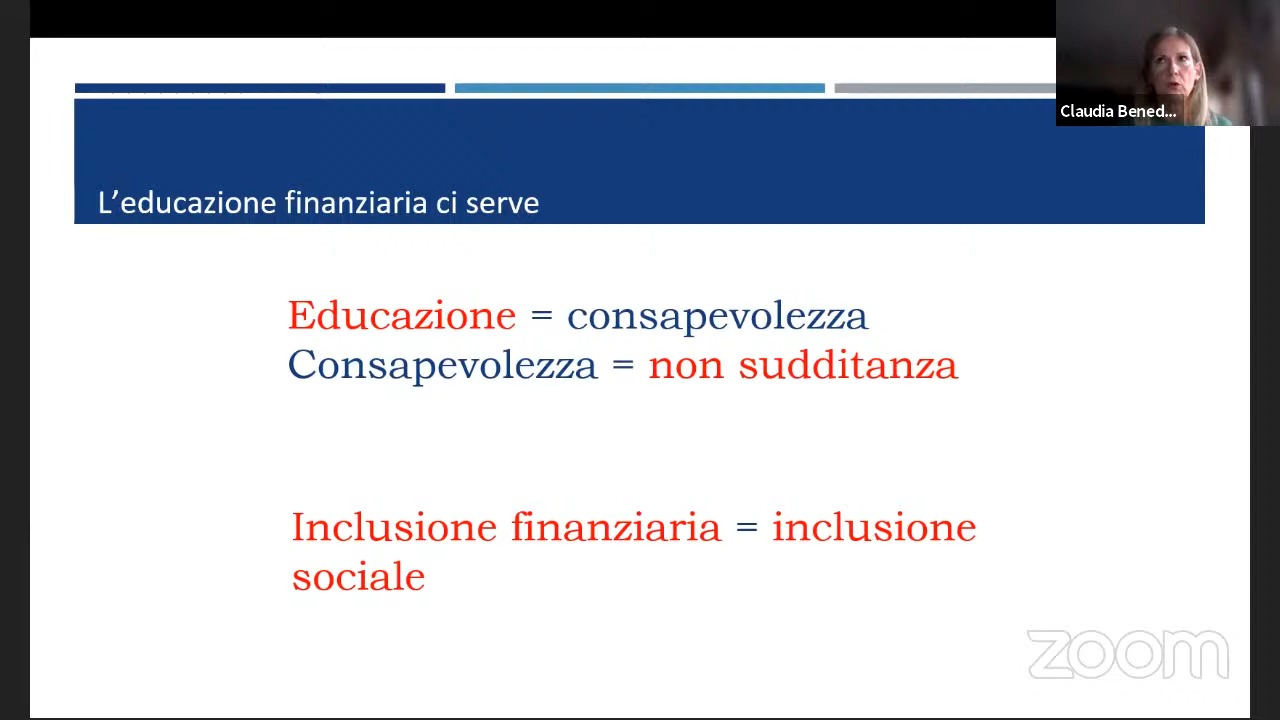 Claudia Bened...
L’educazione finanziaria ci serve
Educazione = consapevolezza
Consapevolezza = non sudditanza
Inclusione finanziaria = inclusione
sociale
zoom